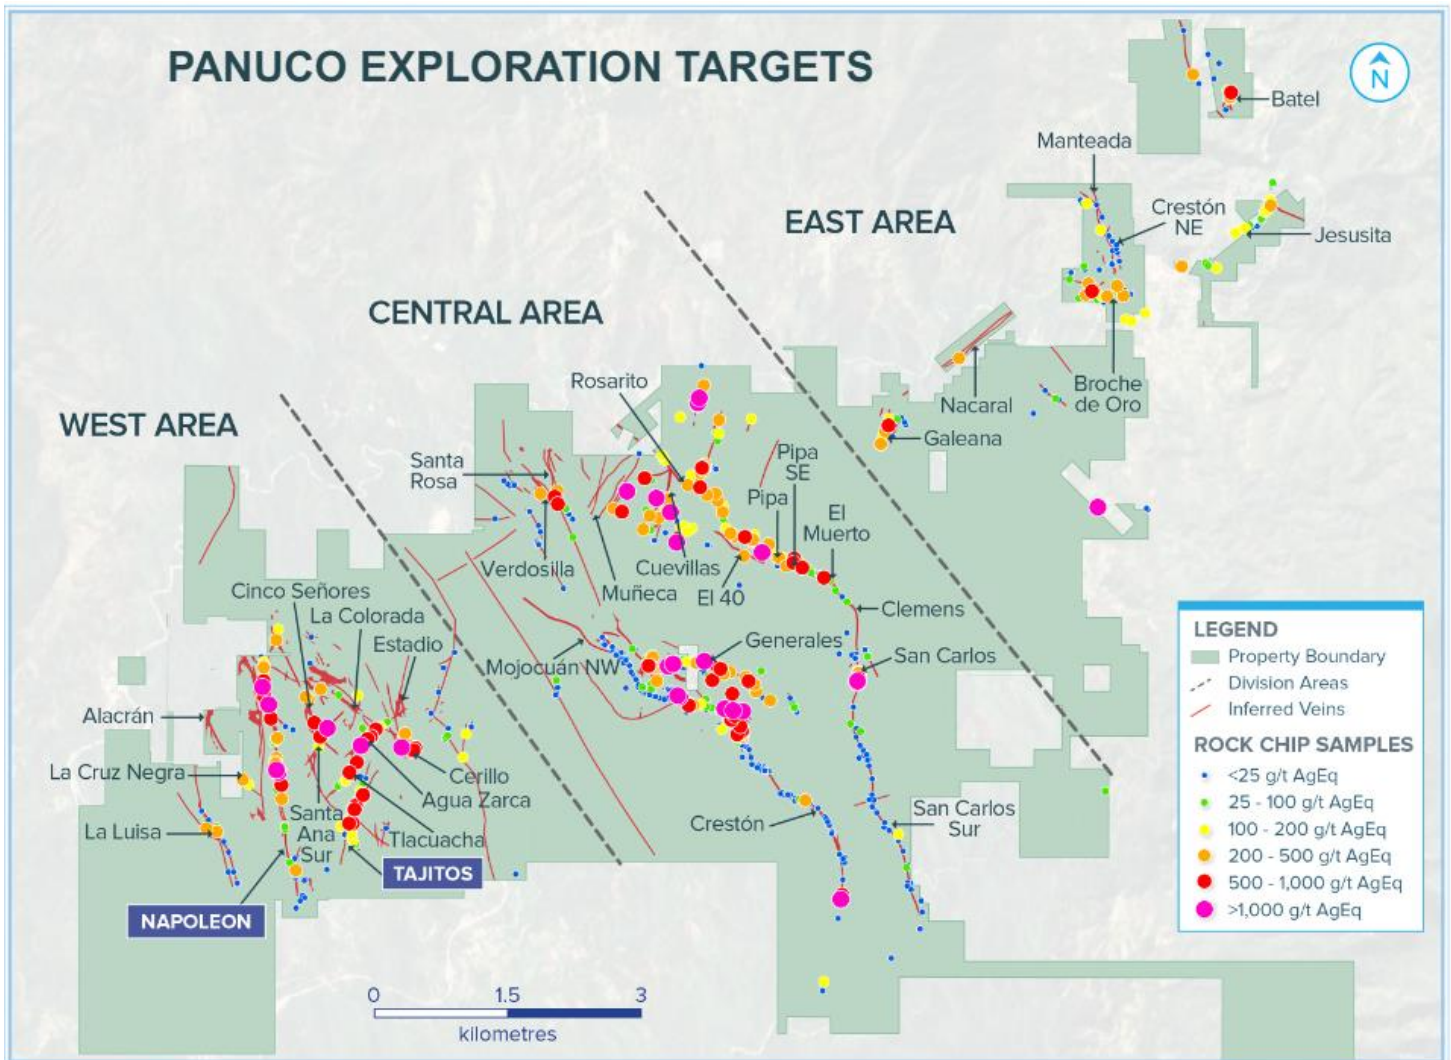 PANUCO EXPLORATION TARGETS
N
Batel
Manteada
Crestón
NE
EAST AREA
Jesusita
CENTRAL AREA
Rosarito
Broche
de Oro
Nacaral
WEST AREA
Galeana
Santa
Rosa
Pipa
SE
Pipa
El
Muerto
Verdosilla
Cuevillas
Muñeca
El 40
Cinco Señores
La Colorada
Estadio
Clemens
Generales
Mojocuán NW
San Carlos
Alacrán
La Cruz Negra
Cerillo
Agua Zarca
Santa
Ana
Sur
La Luisa
Tlacuacha
TAJITOS
NAPOLEON
Crestón
San Carlos
Sur
0 1.5 3
kilometres
LEGEND
Property Boundary
Division Areas
Inferred Veins
ROCK CHIP SAMPLES
<25 g/t AgEq
25 - 100 g/t AgEq
100 - 200 g/t AgEq
200 - 500 g/t AgEq
500 - 1,000 g/t AgEq
>1,000 g/t AgEq